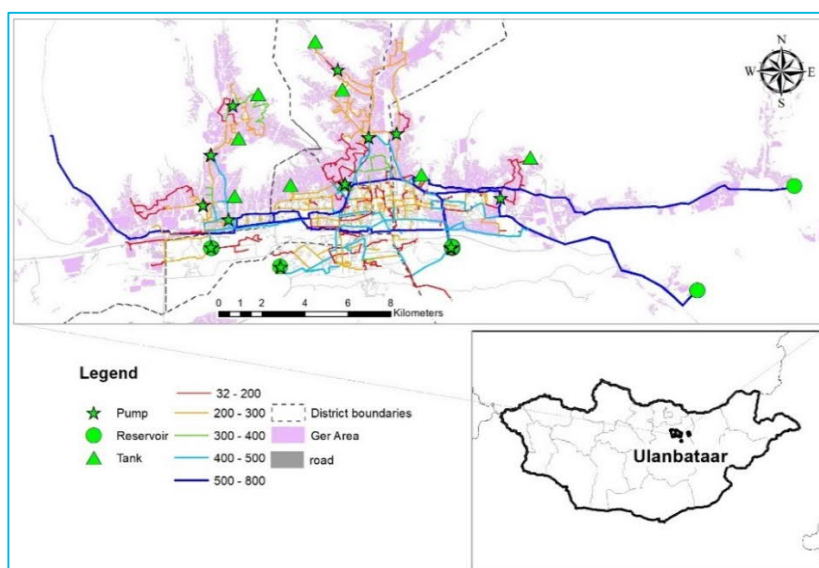 N
W E
S
0 1 2 4 6 8
Kilometers
Legend
Pump
Reservoir
Tank
32 - 200
200 - 300
300 - 400
400 - 500
500 - 800
District boundaries
Ger Area
road
Ulanbataar